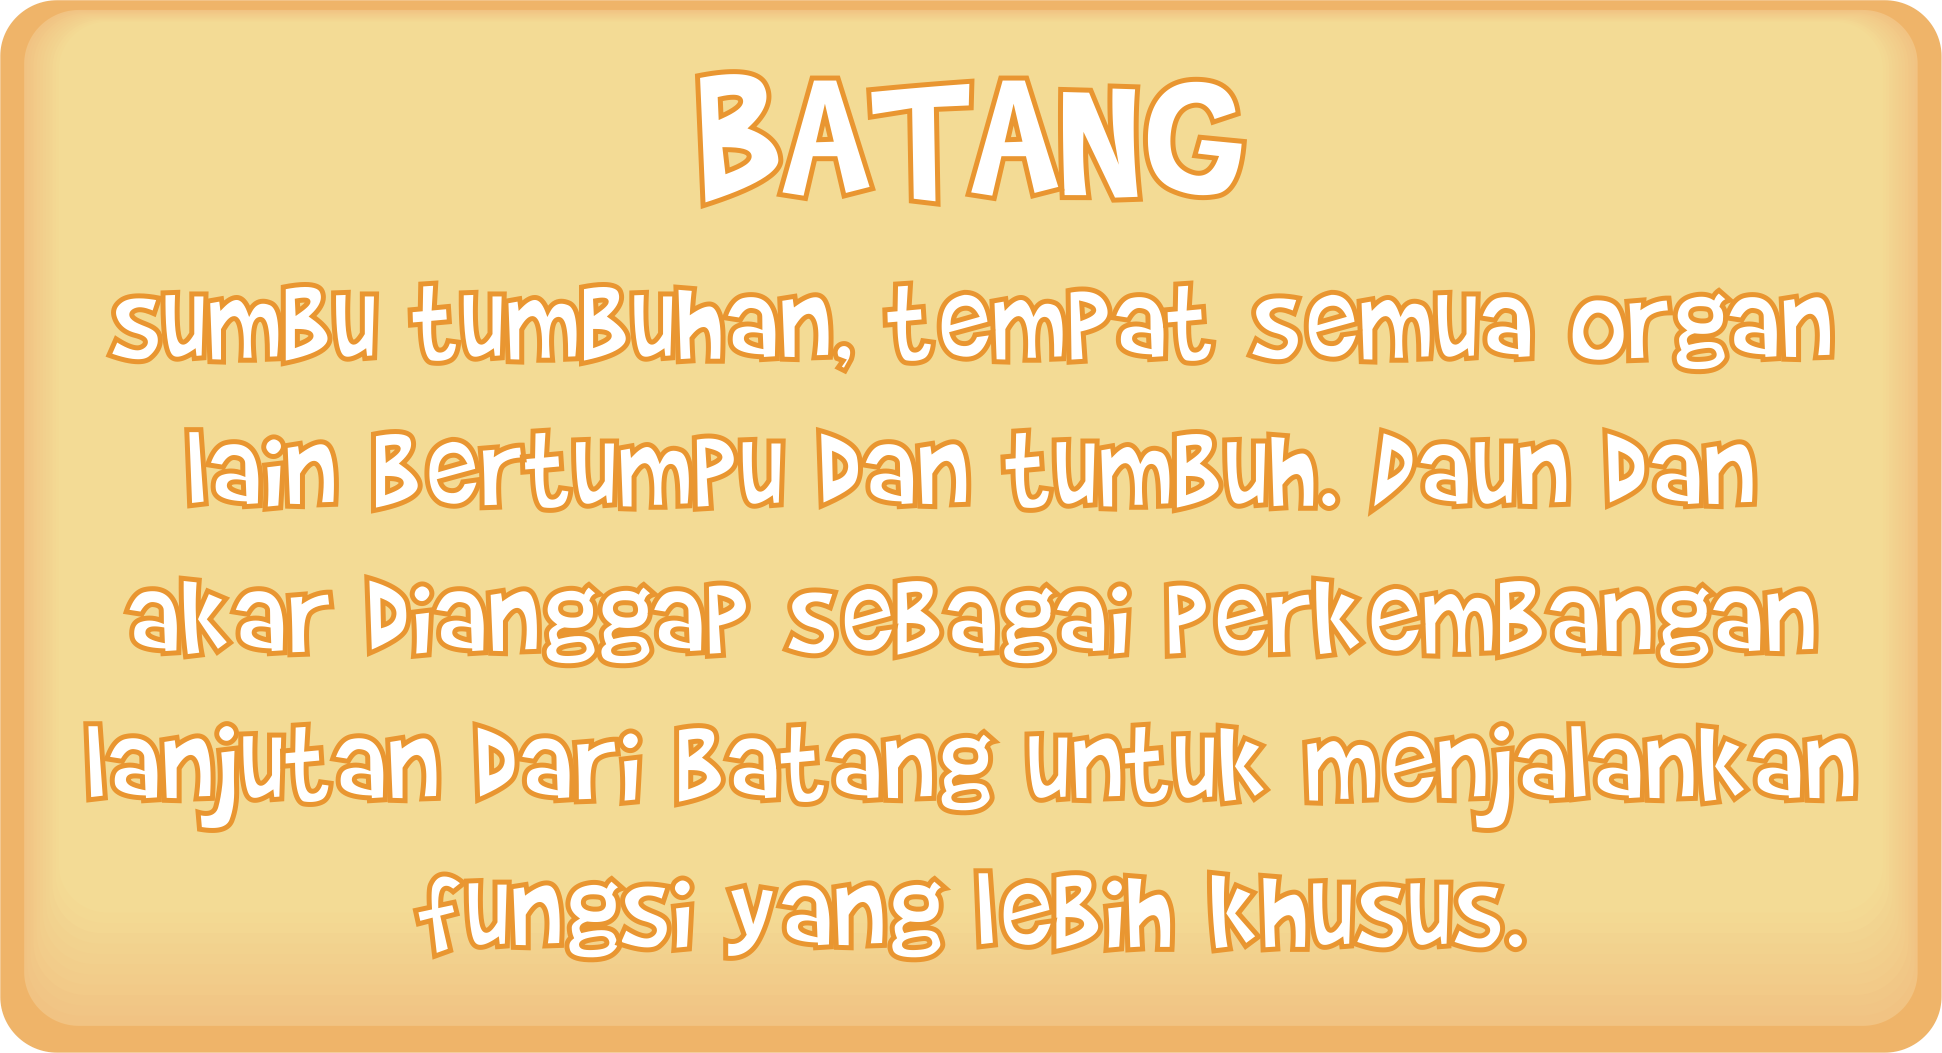 BATANG
sumbu tumbuhan, tempat semua organ
lain bertumpu dan tumbuh. Daun dan
akar dianggap sebagai perkembangan
lanjutan dari batang untuk menjalankan
fungsi yang lebih khusus.